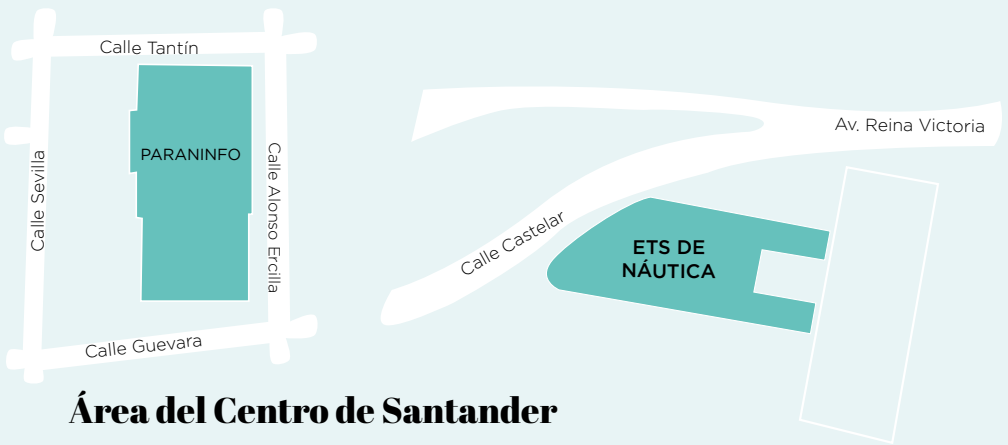 Calle Tantín
PARANINFO
Calle Sevilla
Calle Alonso Ercilla
Calle Guevara
Av. Reina Victoria
Calle Castelar
ETS DE
NÁUTICA
Área del Centro de Santander